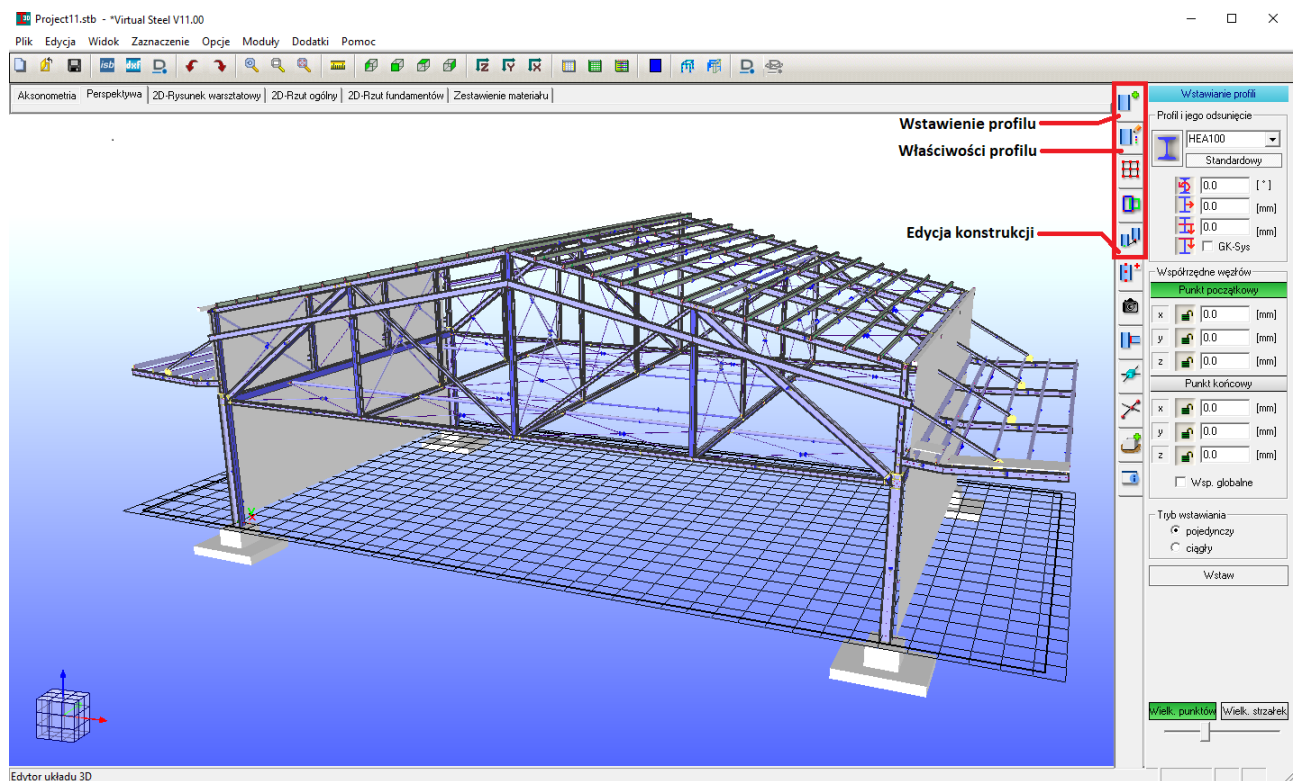 Project11.stb - *Virtual Steel V11.00
Plik Edycja Widok Zaznaczenie Opcje Moduły Dodatki Pomoc
isb dxf D Z Y X D
Aksonometria Perspektywa 2D-Rysunek warsztatowy 2D-Rzut ogólny 2D-Rzut fundamentów Zestawienie materiału
Wstawienie profilu
Właściwości profilu
Edycja konstrukcji
Wstawianie profili
Profil i jego odsunięcie
HEA100
Standardowy
0.0 [°]
0.0 [mm]
0.0 [mm]
GK-Sys
Współrzędne węzłów
Punkt początkowy
x 0.0 [mm]
y 0.0 [mm]
z 0.0 [mm]
Punkt końcowy
x 0.0 [mm]
y 0.0 [mm]
z 0.0 [mm]
Wsp. globalne
Tryb wstawiania
pojedynczy
ciągły
Wstaw
Wielk. punktów Wielk. strzałek
Edytor układu 3D